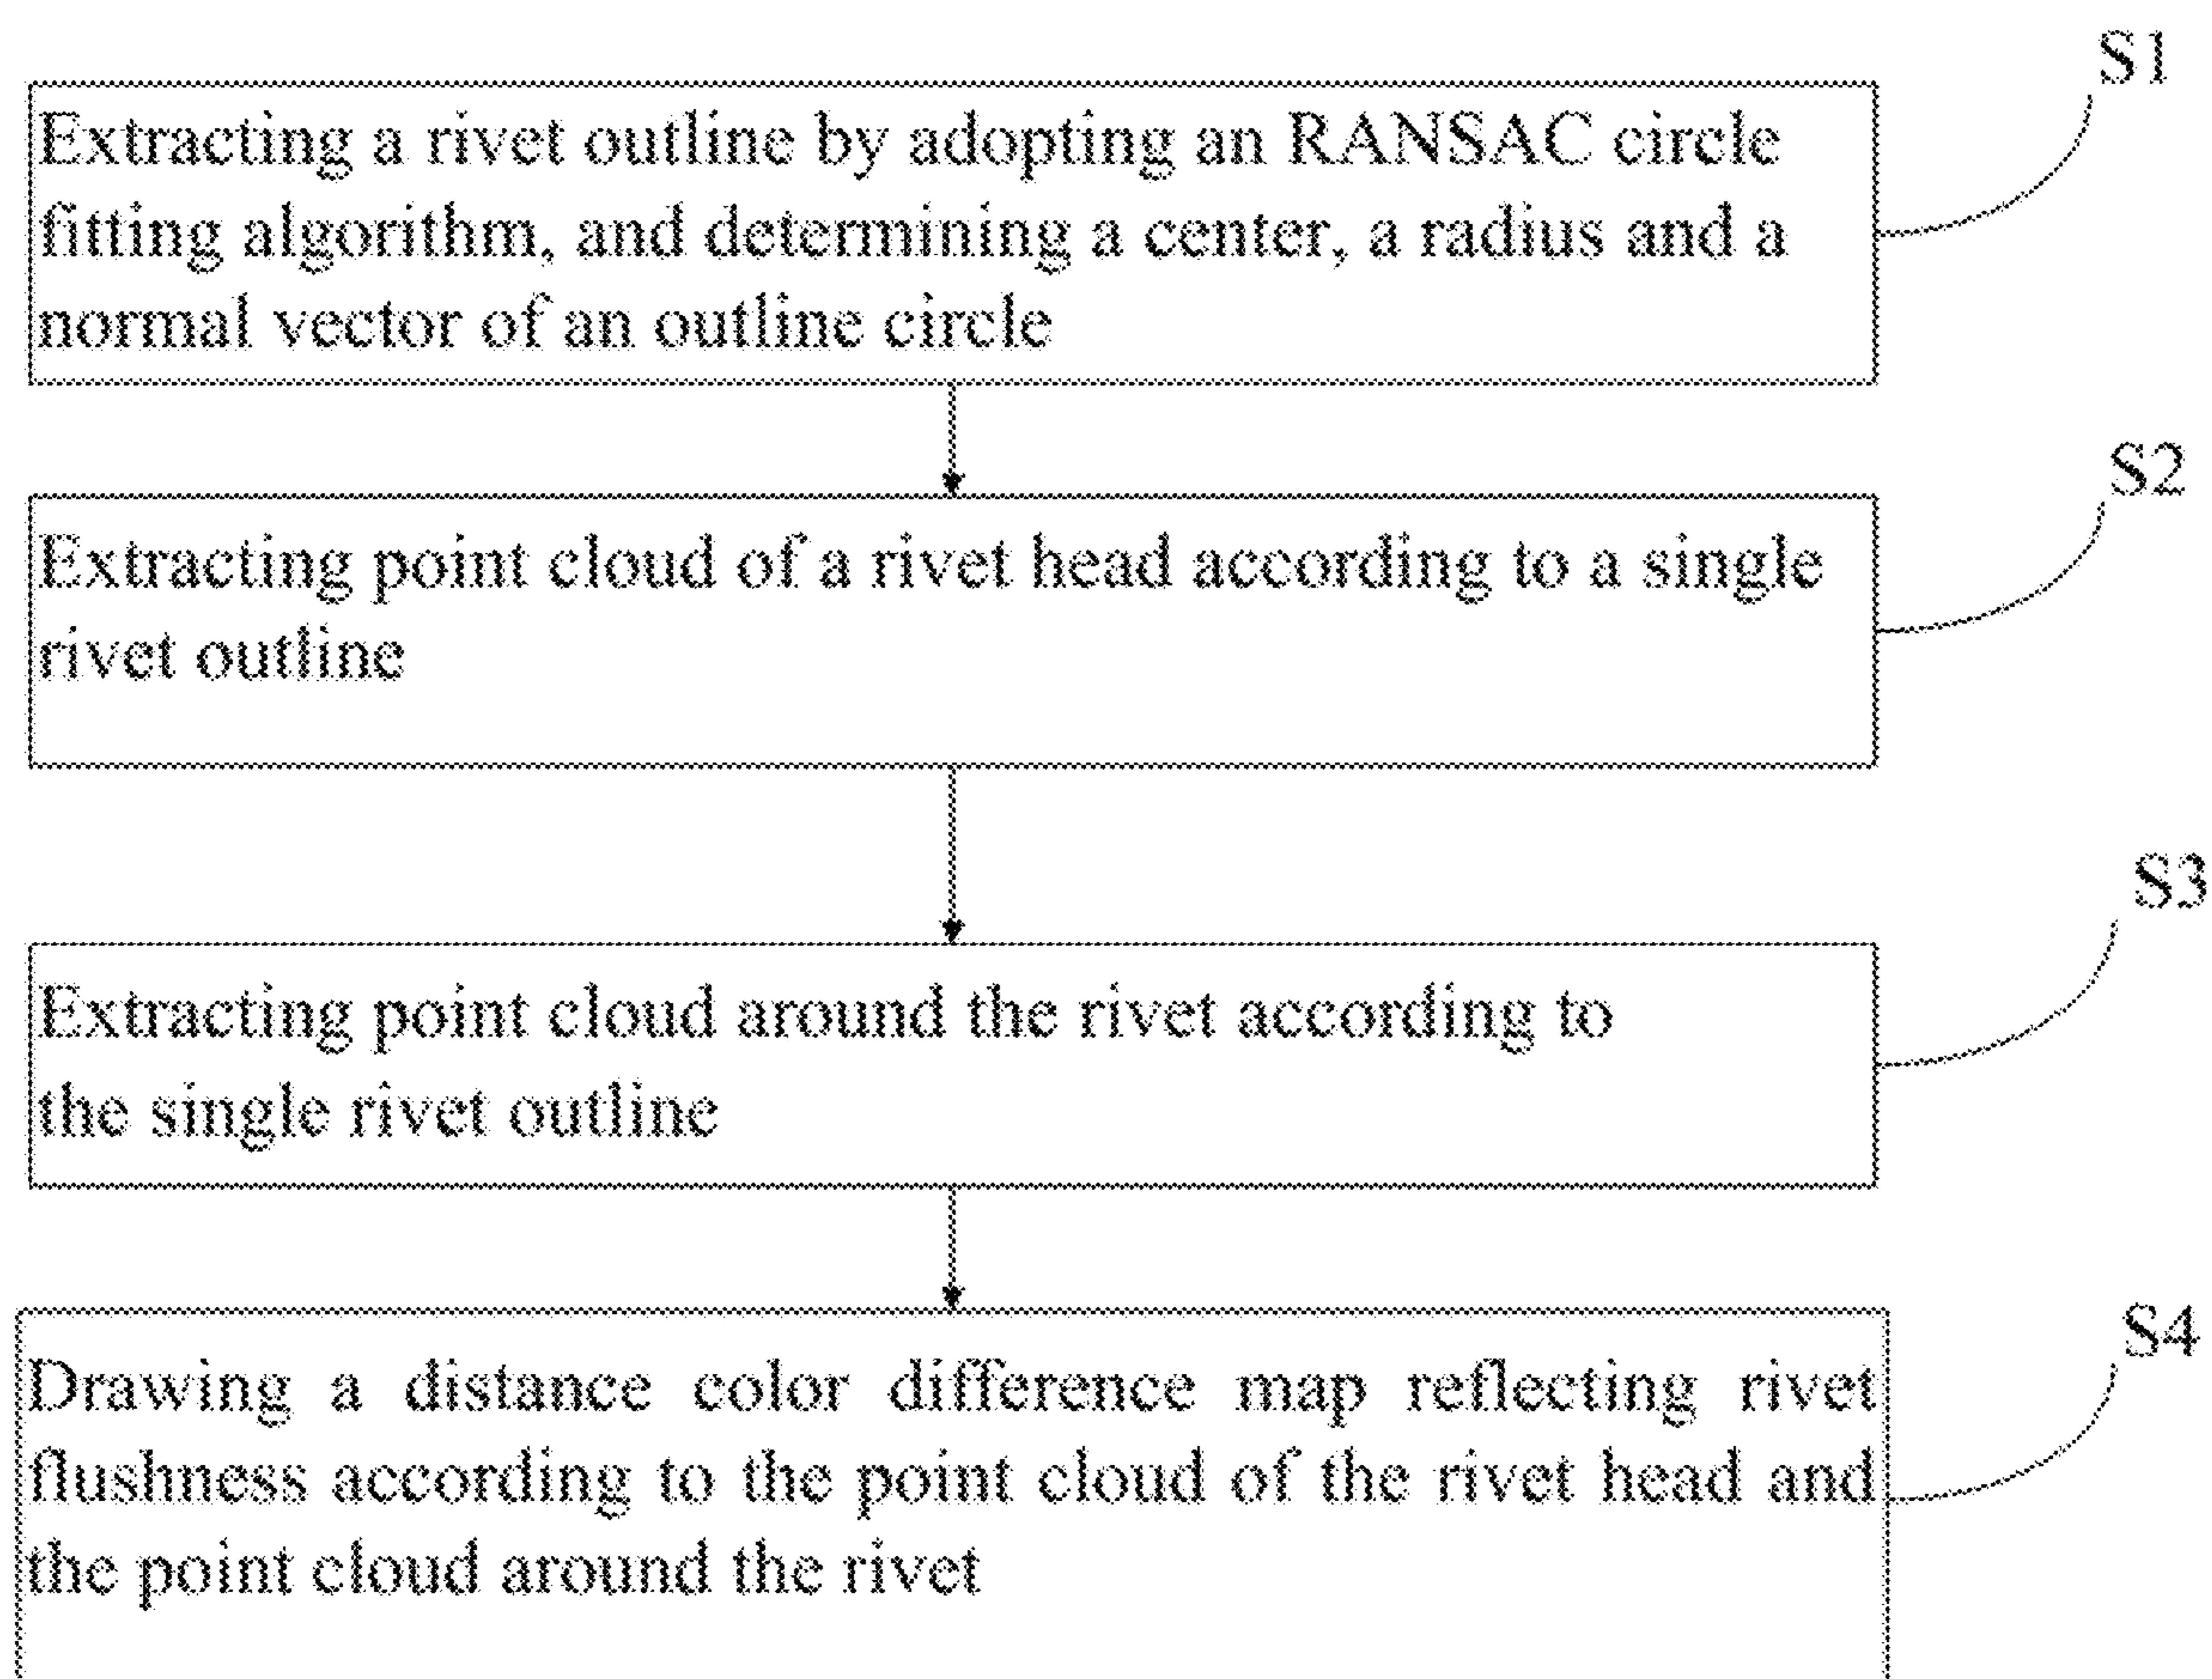 S1
Extracting a rivet outline by adopting an RANSAC circle
fitting algorithm, and determining a center, a radius and a
normal vector of an outline circle
S2
Extracting point cloud of a rivet head according to a single
rivet outline
S3
Extracting point cloud around the rivet according to
the single rivet outline
S4
Drawing a distance color difference map reflecting rivet
flushness according to the point cloud of the rivet head and
the point cloud around the rivet